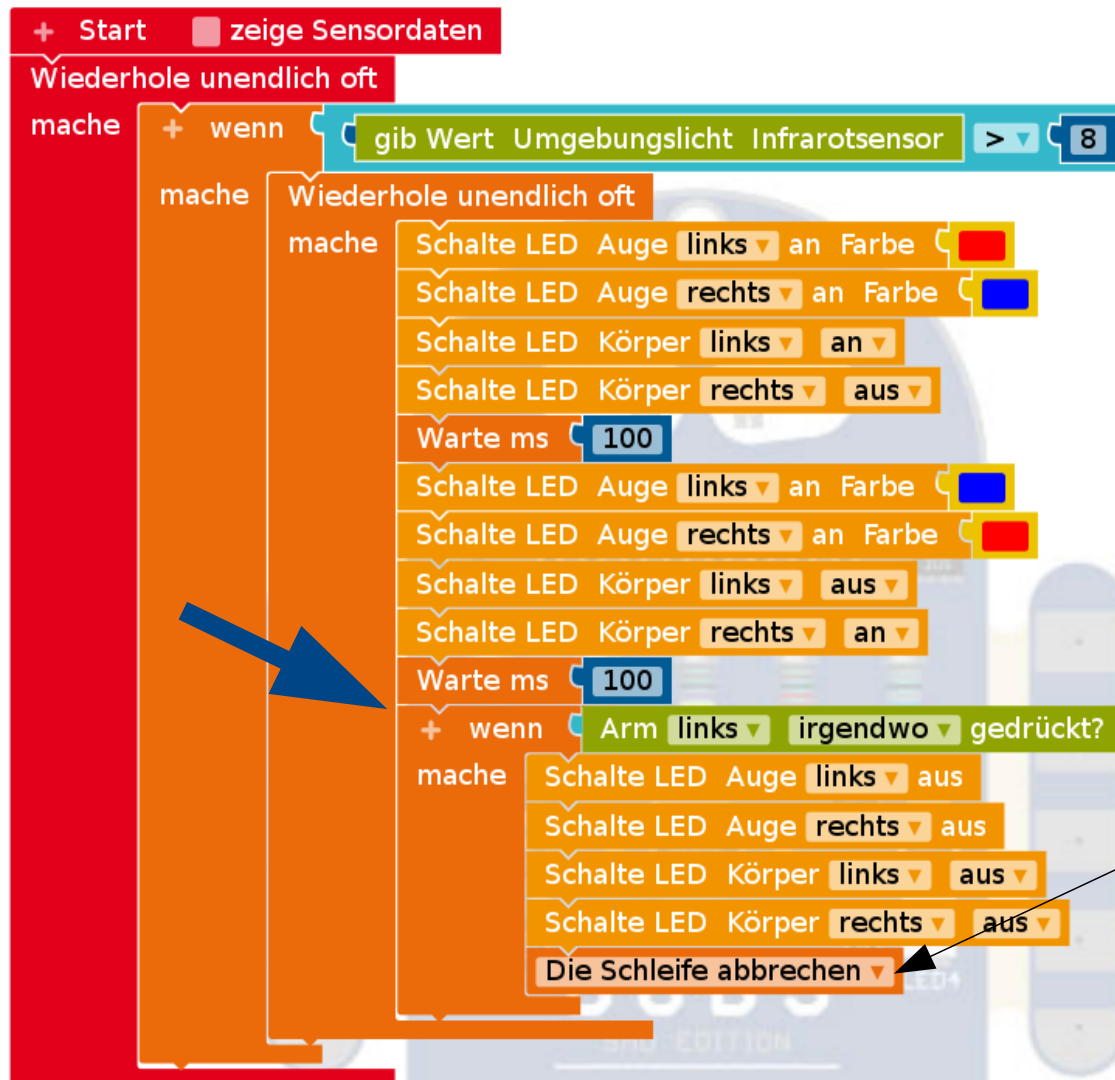 + Start zeige Sensordaten
Wiederhole unendlich oft
mache + wenn gib Wert Umgebungslicht Infrarotsensor > 8
mache Wiederhole unendlich oft
mache Schalte LED Auge links an Farbe
Schalte LED Auge rechts an Farbe
Schalte LED Körper links an
Schalte LED Körper rechts aus
Warte ms 100
Schalte LED Auge links an Farbe
Schalte LED Auge rechts an Farbe
Schalte LED Körper links aus
Schalte LED Körper rechts an
Warte ms 100
+ wenn Arm links irgendwo gedrückt?
mache Schalte LED Auge links aus
Schalte LED Auge rechts aus
Schalte LED Körper links aus
Schalte LED Körper rechts aus
Die Schleife abbrechen
LED4
SMD EDITION